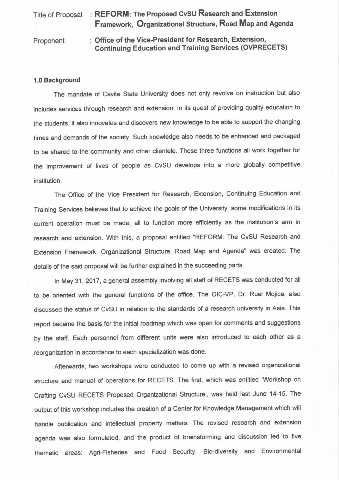 Title of Proposal : REFORM: The Proposed CvSU Research and Extension
Framework, Organizational Structure, Road Map and Agenda
Proponent : Office of the Vice-President for Research, Extension,
Continuing Education and Training Services (OVPRECETS)
1.0 Background
The mandate of Cavite State University does not only revolve on instruction but also
includes services through research and extension. In its quest of providing quality education to
the students, it also innovates and discovers new knowledge to be able to support the changing
times and demands of the society. Such knowledge also needs to be enhanced and packaged
to be shared to the community and other clientele. These three functions all work together for
the improvement of lives of people as CvSU develops into a more globally competitive
institution.
The Office of the Vice President for Research, Extension, Continuing Education and
Training Services believes that to achieve the goals of the University, some modifications in its
current operation must be made, all to function more efficiently as the institution's arm in
research and extension. With this, a proposal entitled "REFORM: The CvSU Research and
Extension Framework, Organizational Structure, Road Map and Agenda" was created. The
details of the said proposal will be further explained in the succeeding parts.
In May 31, 2017, a general assembly involving all staff of RECETS was conducted for all
to be oriented with the general functions of the office. The OIC-VP, Dr. Ruel Mojica, also
discussed the status of CvSU in relation to the standards of a research university in Asia. This
report became the basis for the initial roadmap which was open for comments and suggestions
by the staff. Each personnel from different units were also introduced to each other as a
reorganization in accordance to each specialization was done.
Afterwards, two workshops were conducted to come up with a revised organizational
structure and manual of operations for RECETS. The first, which was entitled "Workshop on
Crafting CvSU RECETS Proposed Organizational Structure", was held last June 14-15. The
output of this workshop includes the creation of a Center for Knowledge Management which will
handle publication and intellectual property matters. The revised research and extension
agenda was also formulated, and the product of brainstorming and discussion led to five
thematic areas: Agri-Fisheries and Food Security, Bio-diversity and Environmental